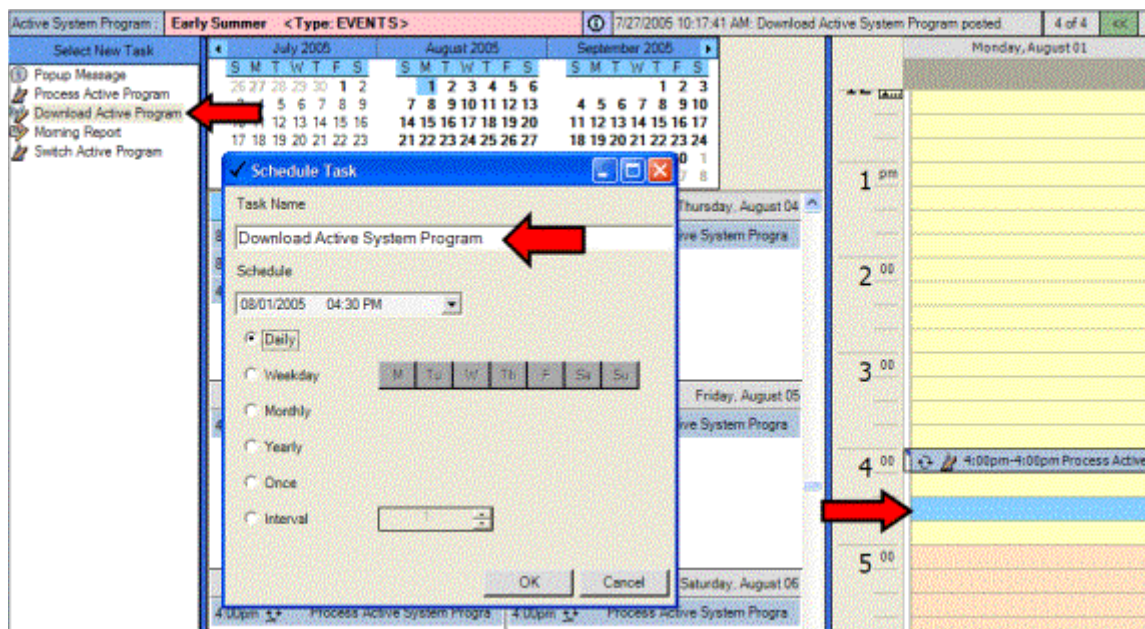 Active System Program : Early Summer <Type: EVENTS> 7/27/2005 10:17:41 AM: Download Active System Program posted 4 of 4 <<
Select New Task
Popup Message
Process Active Program
Download Active Program
Morning Report
Switch Active Program
July 2005 August 2005 September 2005
S M T W T F S S M T W T F S S M T W T F S
26 27 28 29 30 1 2 1 2 3 4 5 6 1 2 3
5 6 7 8 9 7 8 9 10 11 12 13 4 5 6 7 8 9 10
12 13 14 15 16 14 15 16 17 18 19 20 11 12 13 14 15 16 17
17 18 19 20 21 22 23 21 22 23 24 25 26 27 18 19 20 21 22 23 24
Schedule Task
Task Name
Download Active System Program
Schedule
08/01/2005 04:30 PM
Daily
Weekday M Tu W Th F Sa Su
Monthly
Yearly
Once
Interval 1
OK Cancel
Thursday, August 04
ive System Progra
Friday, August 05
ive System Progra
Saturday, August 06
4:00pm Process Active System Progra 4:00pm Process Active System Progra
Monday, August 01
1 pm
2 00
3 00
4 00 4:00pm-4:00pm Process Active
5 00